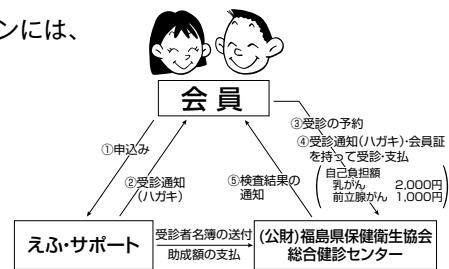 ンには、
会 員
③受診の予約
④受診通知(ハガキ)・会員証
を持って受診・支払
自己負担額
乳がん 2,000円
前立腺がん 1,000円
①申込み
②受診通知
(ハガキ)
⑤検査結果の
通知
えふ・サポート
受診者名簿の送付
助成額の支払
(公財)福島県保健衛生協会
総合健診センター